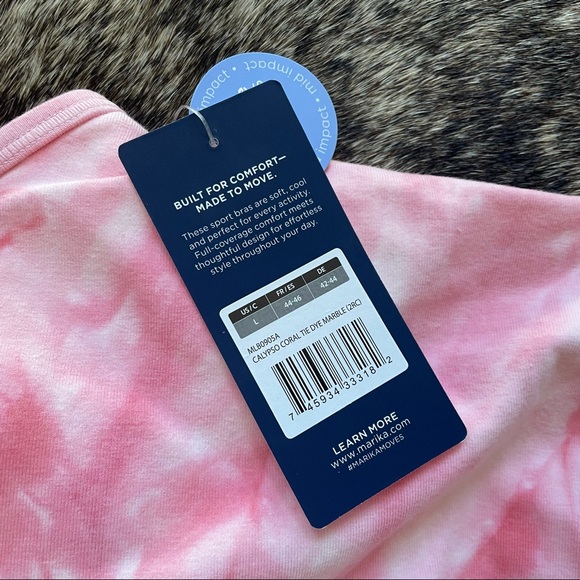 impact • mid impact •
impact
BUILT FOR COMFORT—
MADE TO MOVE.
These sport bras are soft, cool
and perfect for every activity.
Full-coverage comfort meets
thoughtful design for effortless
style throughout your day.
US / C FR / ES DE
L 44-46 42-44
MLB0905A
CALYPSO CORAL TIE DYE MARBLE (2RC)
7 45934 33318 2
LEARN MORE
www.marika.com
#MARIKAMOVES